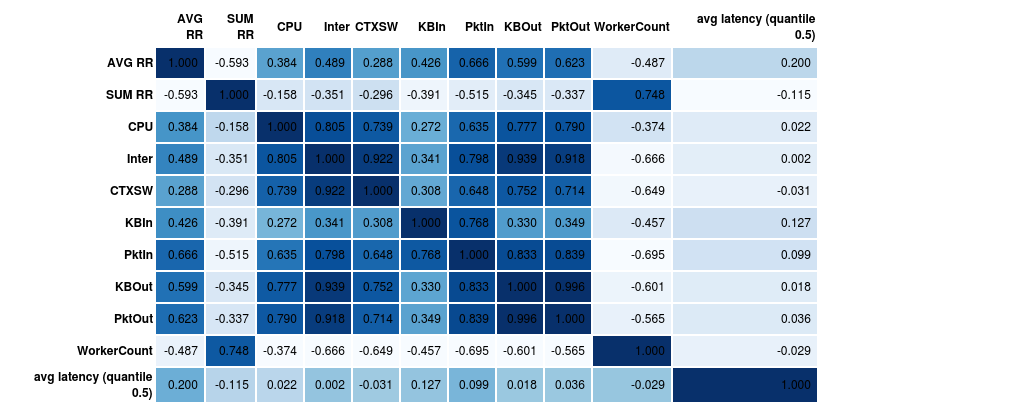 AVG RR SUM RR CPU Inter CTXSW KBIn PktIn KBOut PktOut WorkerCount avg latency (quantile 0.5)
AVG RR 1.000 -0.593 0.384 0.489 0.288 0.426 0.666 0.599 0.623 -0.487 0.200
SUM RR -0.593 1.000 -0.158 -0.351 -0.296 -0.391 -0.515 -0.345 -0.337 0.748 -0.115
CPU 0.384 -0.158 1.000 0.805 0.739 0.272 0.635 0.777 0.790 -0.374 0.022
Inter 0.489 -0.351 0.805 1.000 0.922 0.341 0.798 0.939 0.918 -0.666 0.002
CTXSW 0.288 -0.296 0.739 0.922 1.000 0.308 0.648 0.752 0.714 -0.649 -0.031
KBIn 0.426 -0.391 0.272 0.341 0.308 1.000 0.768 0.330 0.349 -0.457 0.127
PktIn 0.666 -0.515 0.635 0.798 0.648 0.768 1.000 0.833 0.839 -0.695 0.099
KBOut 0.599 -0.345 0.777 0.939 0.752 0.330 0.833 1.000 0.996 -0.601 0.018
PktOut 0.623 -0.337 0.790 0.918 0.714 0.349 0.839 0.996 1.000 -0.565 0.036
WorkerCount -0.487 0.748 -0.374 -0.666 -0.649 -0.457 -0.695 -0.601 -0.565 1.000 -0.029
avg latency (quantile 0.5) 0.200 -0.115 0.022 0.002 -0.031 0.127 0.099 0.018 0.036 -0.029 1.000